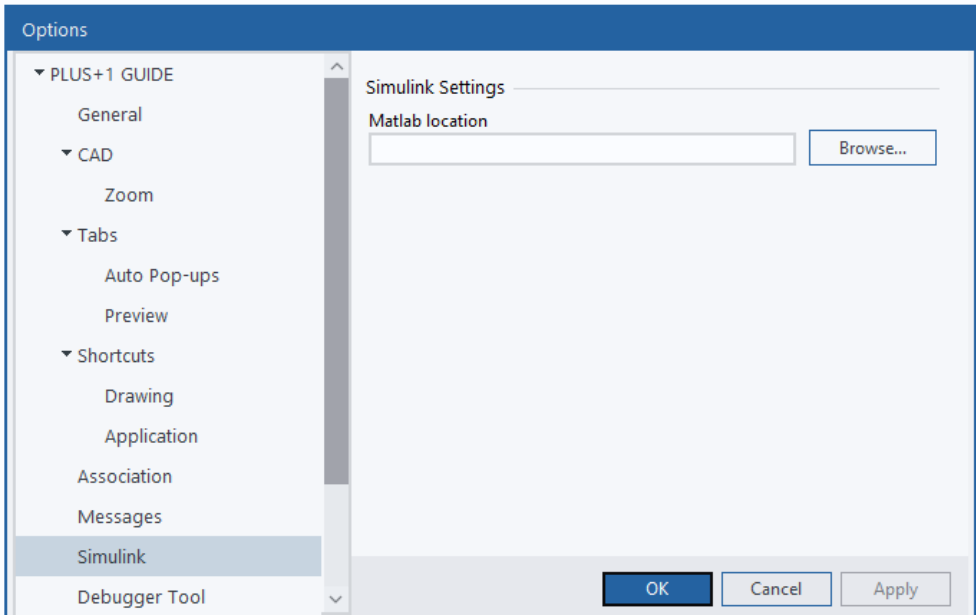 Options
PLUS+1 GUIDE
General
CAD
Zoom
Tabs
Auto Pop-ups
Preview
Shortcuts
Drawing
Application
Association
Messages
Simulink
Debugger Tool
Simulink Settings
Matlab location
Browse...
OK Cancel Apply